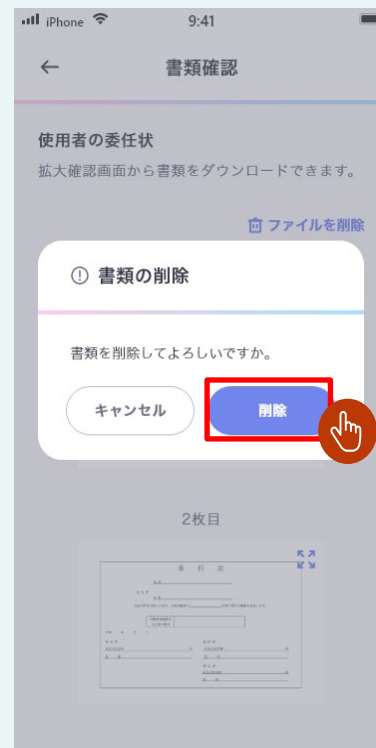 iPhone 9:41
書類確認
使用者の委任状
拡大確認画面から書類をダウンロードできます。
ファイルを削除
書類の削除
書類を削除してよろしいですか。
キャンセル 削除
2枚目
委 任 状